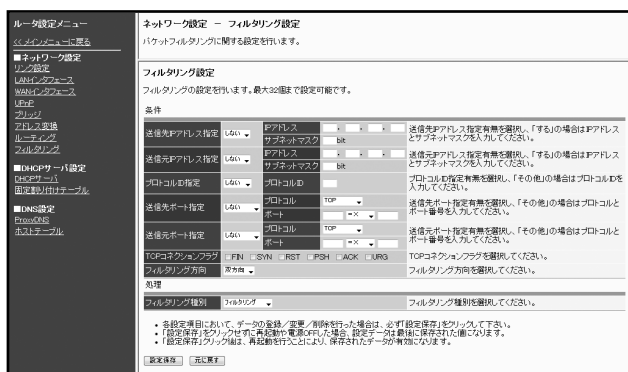 ルータ設定メニュー
<<メインメニューに戻る
■ネットワーク設定
リンク設定
LANインタフェース
WANインタフェース
UPnP
ブリッジ
アドレス変換
ルーティング
フィルタリング
■DHCPサーバ設定
DHCPサーバ
固定割り付けテーブル
■DNS設定
ProxyDNS
ホストテーブル
ネットワーク設定 － フィルタリング設定
パケットフィルタリングに関する設定を行います。
フィルタリング設定
フィルタリングの設定を行います。最大32個まで設定可能です。
条件
送信先IPアドレス指定 しない IPアドレス . . . 送信先IPアドレス指定有無を選択し、「する」の場合はIPアドレス
サブネットマスク bit とサブネットマスクを入力してください。
送信元IPアドレス指定 しない IPアドレス . . . 送信元IPアドレス指定有無を選択し、「する」の場合はIPアドレス
サブネットマスク bit とサブネットマスクを入力してください。
プロトコルID指定 しない プロトコルID プロトコルID指定有無を選択し、「その他」の場合はプロトコルIDを
入力してください。
送信先ポート指定 しない プロトコル TCP 送信先ポート指定有無を選択し、「その他」の場合はプロトコルと
ポート =× ポート番号を入力してください。
送信元ポート指定 しない プロトコル TCP 送信元ポート指定有無を選択し、「その他」の場合はプロトコルと
ポート =× ポート番号を入力してください。
TCPコネクションフラグ FIN SYN RST PSH ACK URG TCPコネクションフラグを選択してください。
フィルタリング方向 双方向 フィルタリング方向を選択してください。
処理
フィルタリング種別 フィルタリング フィルタリング種別を選択してください。
• 各設定項目において、データの登録／変更／削除を行った場合は、必ず「設定保存」をクリックして下さい。
• 「設定保存」をクリックせずに再起動や電源OFFした場合、設定データは最後に保存された値になります。
• 「設定保存」クリック後は、再起動を行うことにより、保存されたデータが有効になります。
設定保存 元に戻す